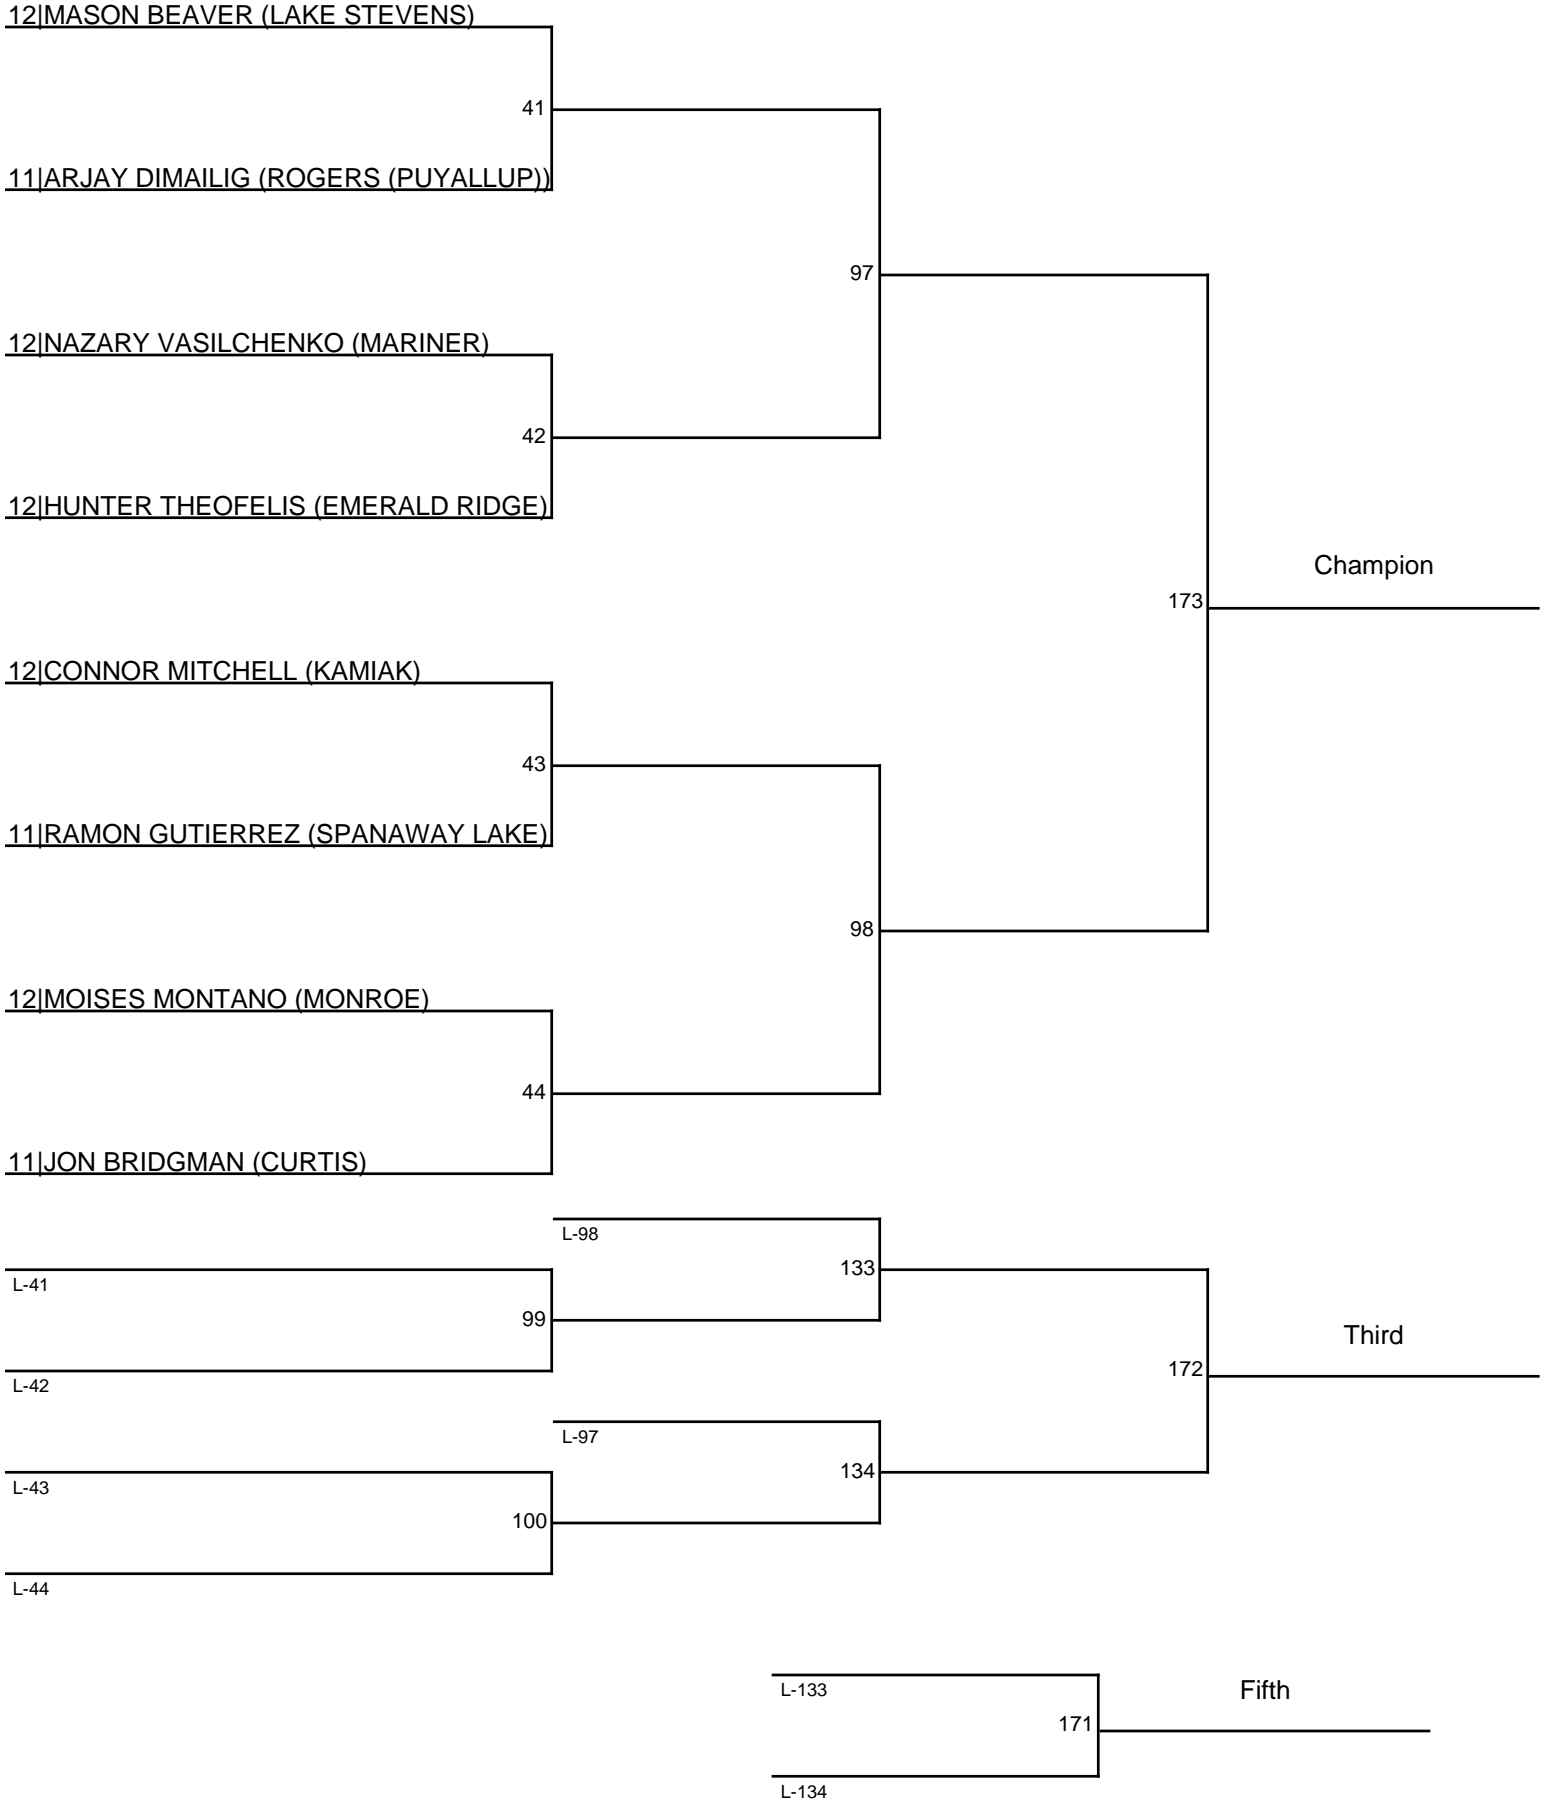 12|MASON BEAVER (LAKE STEVENS)
41
11|ARJAY DIMAILIG (ROGERS (PUYALLUP))
97
12|NAZARY VASILCHENKO (MARINER)
42
12|HUNTER THEOFELIS (EMERALD RIDGE)
Champion
173
12|CONNOR MITCHELL (KAMIAK)
43
11|RAMON GUTIERREZ (SPANAWAY LAKE)
98
12|MOISES MONTANO (MONROE)
44
11|JON BRIDGMAN (CURTIS)
L-98
133
L-41
99
Third
172
L-42
L-97
134
L-43
100
L-44
L-133
Fifth
171
L-134